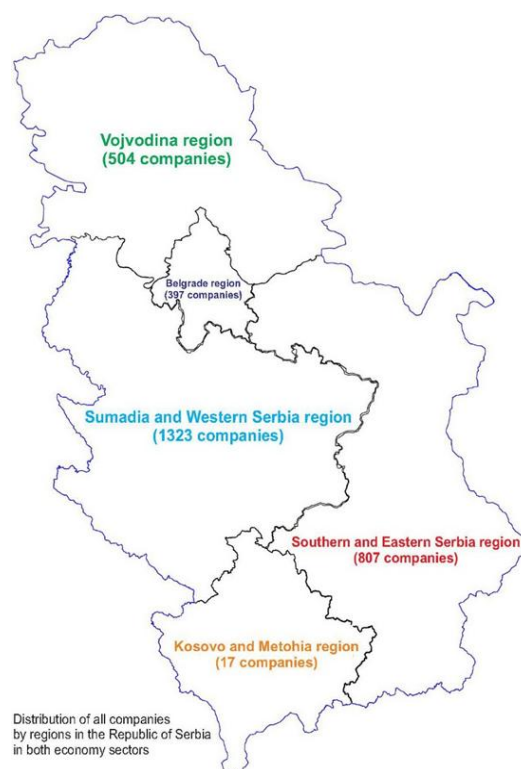 Vojvodina region
(504 companies)
Belgrade region
(397 companies)
Sumadia and Western Serbia region
(1323 companies)
Southern and Eastern Serbia region
(807 companies)
Kosovo and Metohia region
(17 companies)
Distribution of all companies
by regions in the Republic of Serbia
in both economy sectors